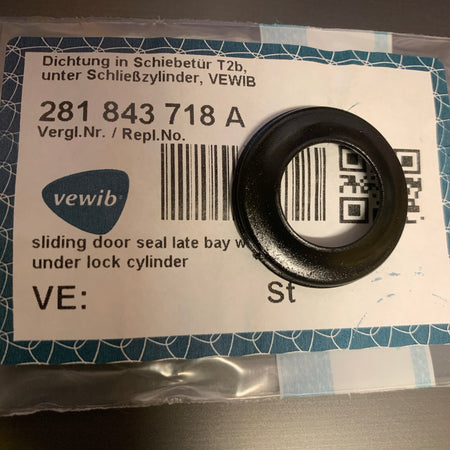 Dichtung in Schiebetür T2b,
unter Schließzylinder, VEWIB
281 843 718 A
Vergl.Nr. / Repl.No.
vewib®
sliding door seal late bay w
under lock cylinder
VE: St